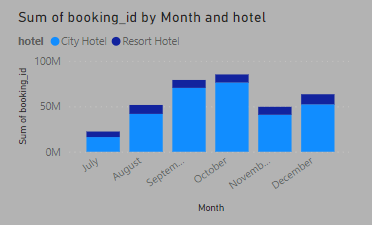 Sum of booking_id by Month and hotel
hotel City Hotel Resort Hotel
100M
50M
0M
Sum of booking_id
July August Septem... October Novemb... December
Month